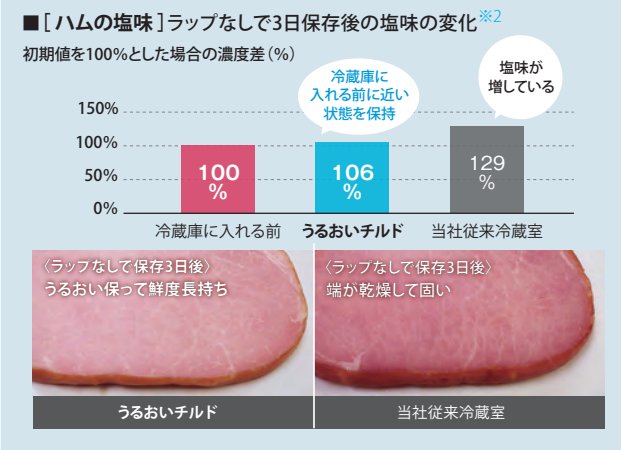 ■[ハムの塩味]ラップなしで3日保存後の塩味の変化※2
初期値を100%とした場合の濃度差(%)
冷蔵庫に
入れる前に近い
状態を保持
塩味が
増している
150%
100%
50%
0%
100
%
106
%
129
%
冷蔵庫に入れる前
うるおいチルド
当社従来冷蔵室
〈ラップなしで保存3日後〉
うるおい保って鮮度長持ち
〈ラップなしで保存3日後〉
端が乾燥して固い
うるおいチルド
当社従来冷蔵室